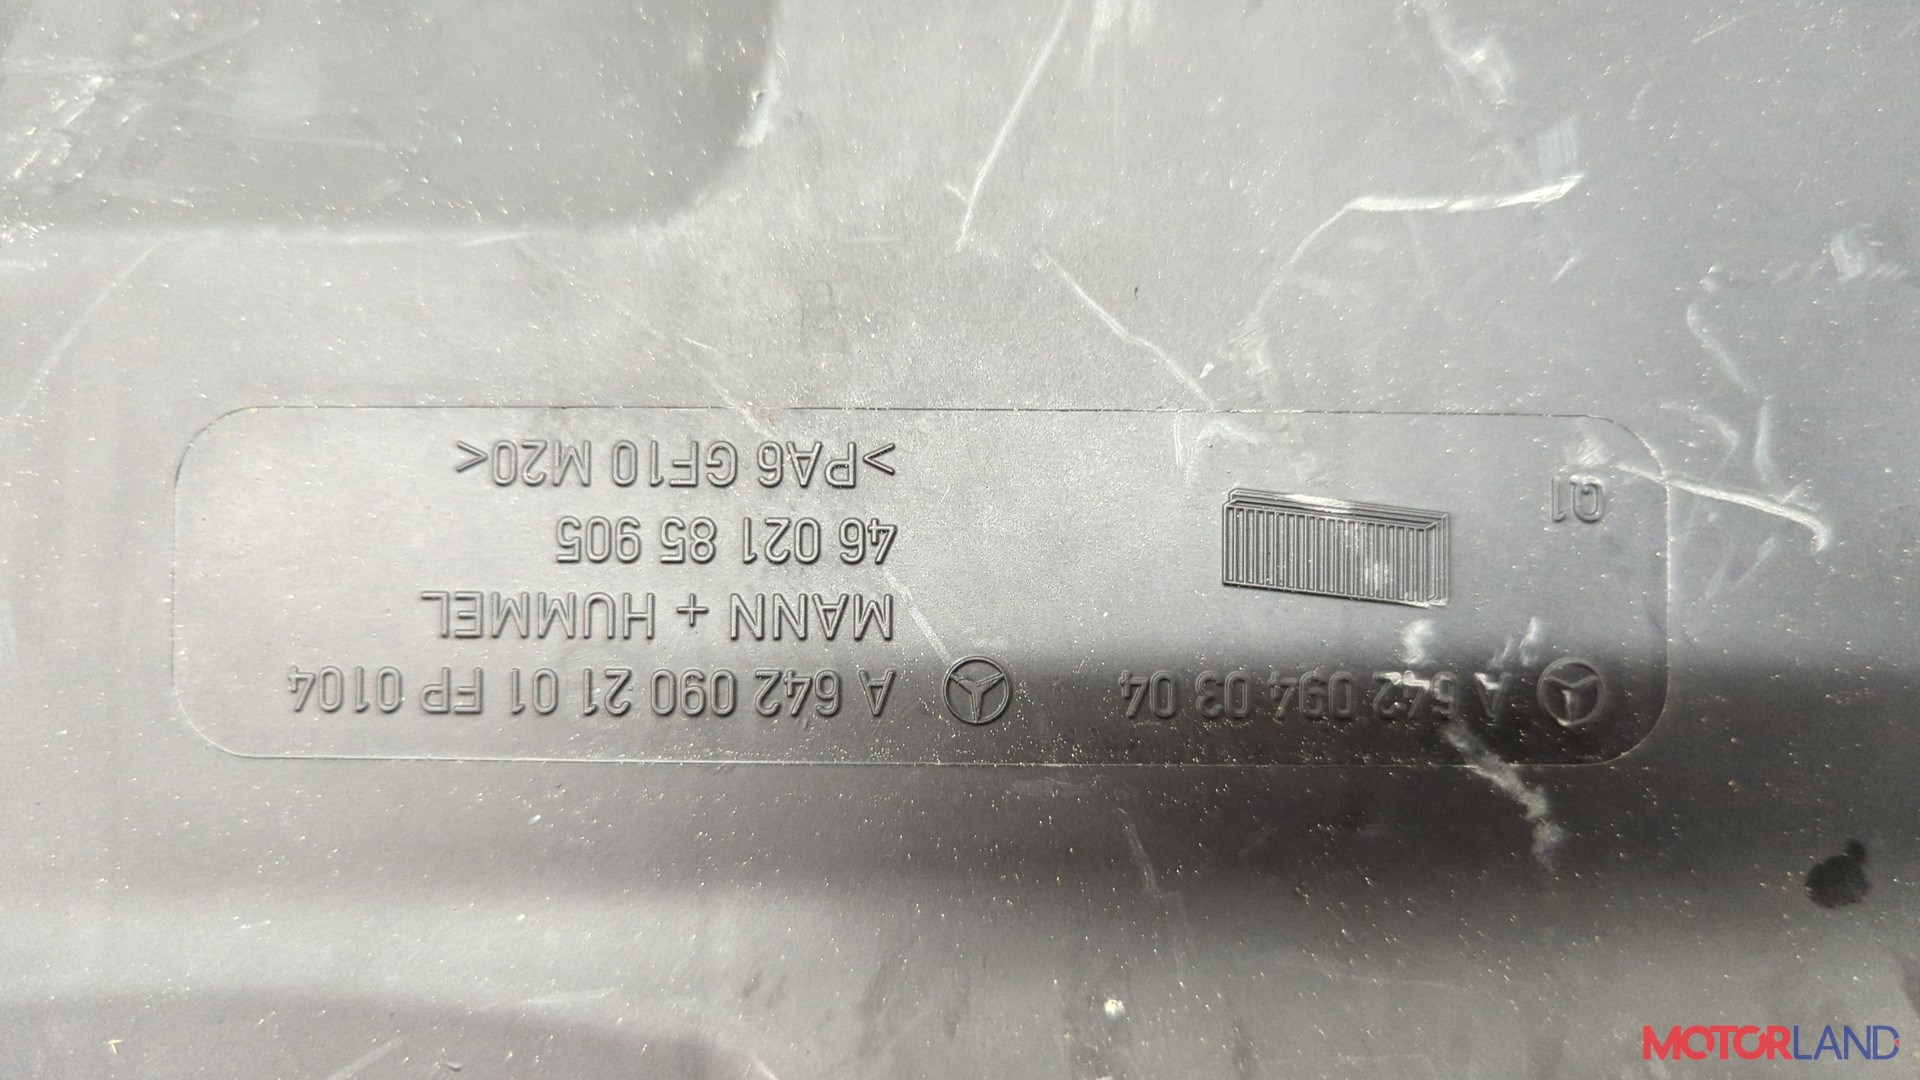 A 642 094 03 04
Q1
A 642 090 21 01 FP 0104
MANN + HUMMEL
46 021 85 905
>PA6 GF10 M20<
MOTORLAND